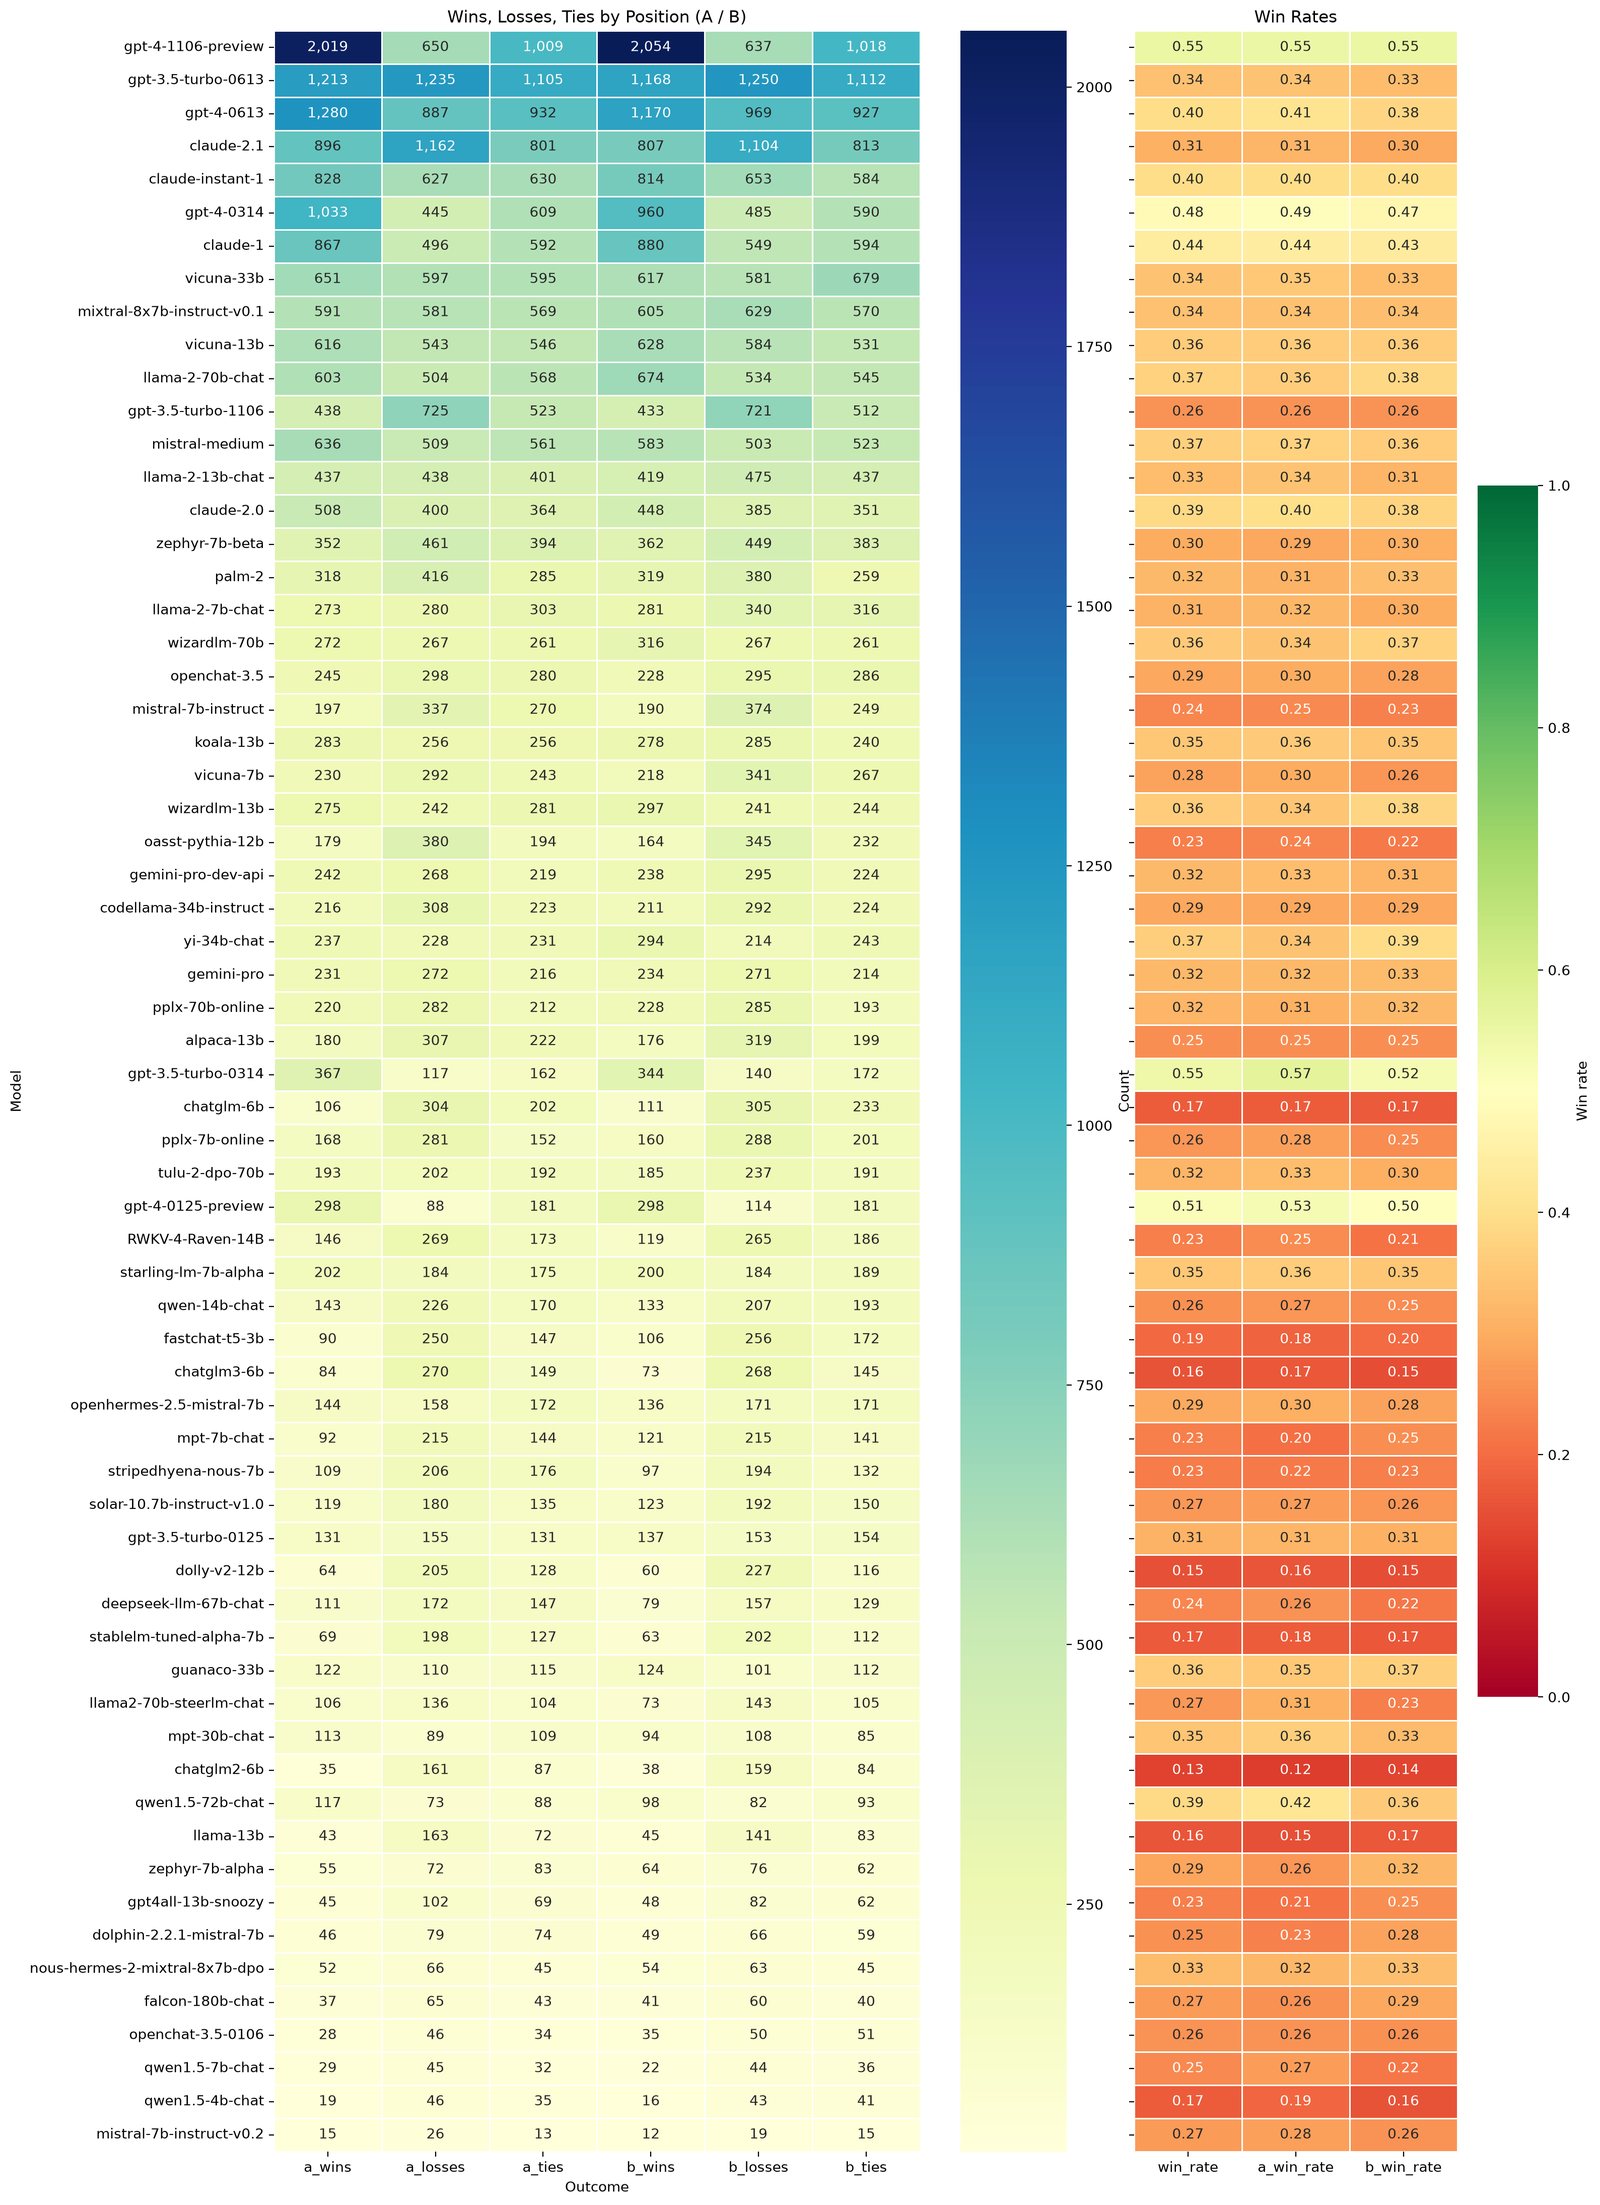 Wins, Losses, Ties by Position (A / B)
Win Rates
gpt-4-1106-preview 2,019 650 1,009 2,054 637 1,018 0.55 0.55 0.55
gpt-3.5-turbo-0613 1,213 1,235 1,105 1,168 1,250 1,112 0.34 0.34 0.33
gpt-4-0613 1,280 887 932 1,170 969 927 0.40 0.41 0.38
claude-2.1 896 1,162 801 807 1,104 813 0.31 0.31 0.30
claude-instant-1 828 627 630 814 653 584 0.40 0.40 0.40
gpt-4-0314 1,033 445 609 960 485 590 0.48 0.49 0.47
claude-1 867 496 592 880 549 594 0.44 0.44 0.43
vicuna-33b 651 597 595 617 581 679 0.34 0.35 0.33
mixtral-8x7b-instruct-v0.1 591 581 569 605 629 570 0.34 0.34 0.34
vicuna-13b 616 543 546 628 584 531 0.36 0.36 0.36
llama-2-70b-chat 603 504 568 674 534 545 0.37 0.36 0.38
gpt-3.5-turbo-1106 438 725 523 433 721 512 0.26 0.26 0.26
mistral-medium 636 509 561 583 503 523 0.37 0.37 0.36
llama-2-13b-chat 437 438 401 419 475 437 0.33 0.34 0.31
claude-2.0 508 400 364 448 385 351 0.39 0.40 0.38
zephyr-7b-beta 352 461 394 362 449 383 0.30 0.29 0.30
palm-2 318 416 285 319 380 259 0.32 0.31 0.33
llama-2-7b-chat 273 280 303 281 340 316 0.31 0.32 0.30
wizardlm-70b 272 267 261 316 267 261 0.36 0.34 0.37
openchat-3.5 245 298 280 228 295 286 0.29 0.30 0.28
mistral-7b-instruct 197 337 270 190 374 249 0.24 0.25 0.23
koala-13b 283 256 256 278 285 240 0.35 0.36 0.35
vicuna-7b 230 292 243 218 341 267 0.28 0.30 0.26
wizardlm-13b 275 242 281 297 241 244 0.36 0.34 0.38
oasst-pythia-12b 179 380 194 164 345 232 0.23 0.24 0.22
gemini-pro-dev-api 242 268 219 238 295 224 0.32 0.33 0.31
codellama-34b-instruct 216 308 223 211 292 224 0.29 0.29 0.29
yi-34b-chat 237 228 231 294 214 243 0.37 0.34 0.39
gemini-pro 231 272 216 234 271 214 0.32 0.32 0.33
pplx-70b-online 220 282 212 228 285 193 0.32 0.31 0.32
alpaca-13b 180 307 222 176 319 199 0.25 0.25 0.25
gpt-3.5-turbo-0314 367 117 162 344 140 172 0.55 0.57 0.52
chatglm-6b 106 304 202 111 305 233 0.17 0.17 0.17
pplx-7b-online 168 281 152 160 288 201 0.26 0.28 0.25
tulu-2-dpo-70b 193 202 192 185 237 191 0.32 0.33 0.30
gpt-4-0125-preview 298 88 181 298 114 181 0.51 0.53 0.50
RWKV-4-Raven-14B 146 269 173 119 265 186 0.23 0.25 0.21
starling-lm-7b-alpha 202 184 175 200 184 189 0.35 0.36 0.35
qwen-14b-chat 143 226 170 133 207 193 0.26 0.27 0.25
fastchat-t5-3b 90 250 147 106 256 172 0.19 0.18 0.20
chatglm3-6b 84 270 149 73 268 145 0.16 0.17 0.15
openhermes-2.5-mistral-7b 144 158 172 136 171 171 0.29 0.30 0.28
mpt-7b-chat 92 215 144 121 215 141 0.23 0.20 0.25
stripedhyena-nous-7b 109 206 176 97 194 132 0.23 0.22 0.23
solar-10.7b-instruct-v1.0 119 180 135 123 192 150 0.27 0.27 0.26
gpt-3.5-turbo-0125 131 155 131 137 153 154 0.31 0.31 0.31
dolly-v2-12b 64 205 128 60 227 116 0.15 0.16 0.15
deepseek-llm-67b-chat 111 172 147 79 157 129 0.24 0.26 0.22
stablelm-tuned-alpha-7b 69 198 127 63 202 112 0.17 0.18 0.17
guanaco-33b 122 110 115 124 101 112 0.36 0.35 0.37
llama2-70b-steerlm-chat 106 136 104 73 143 105 0.27 0.31 0.23
mpt-30b-chat 113 89 109 94 108 85 0.35 0.36 0.33
chatglm2-6b 35 161 87 38 159 84 0.13 0.12 0.14
qwen1.5-72b-chat 117 73 88 98 82 93 0.39 0.42 0.36
llama-13b 43 163 72 45 141 83 0.16 0.15 0.17
zephyr-7b-alpha 55 72 83 64 76 62 0.29 0.26 0.32
gpt4all-13b-snoozy 45 102 69 48 82 62 0.23 0.21 0.25
dolphin-2.2.1-mistral-7b 46 79 74 49 66 59 0.25 0.23 0.28
nous-hermes-2-mixtral-8x7b-dpo 52 66 45 54 63 45 0.33 0.32 0.33
falcon-180b-chat 37 65 43 41 60 40 0.27 0.26 0.29
openchat-3.5-0106 28 46 34 35 50 51 0.26 0.26 0.26
qwen1.5-7b-chat 29 45 32 22 44 36 0.25 0.27 0.22
qwen1.5-4b-chat 19 46 35 16 43 41 0.17 0.19 0.16
mistral-7b-instruct-v0.2 15 26 13 12 19 15 0.27 0.28 0.26
a_wins a_losses a_ties b_wins b_losses b_ties
win_rate a_win_rate b_win_rate
Outcome
Model
2000
1750
1500
1250
1000
750
500
250
Count
1.0
0.8
0.6
0.4
0.2
0.0
Win rate